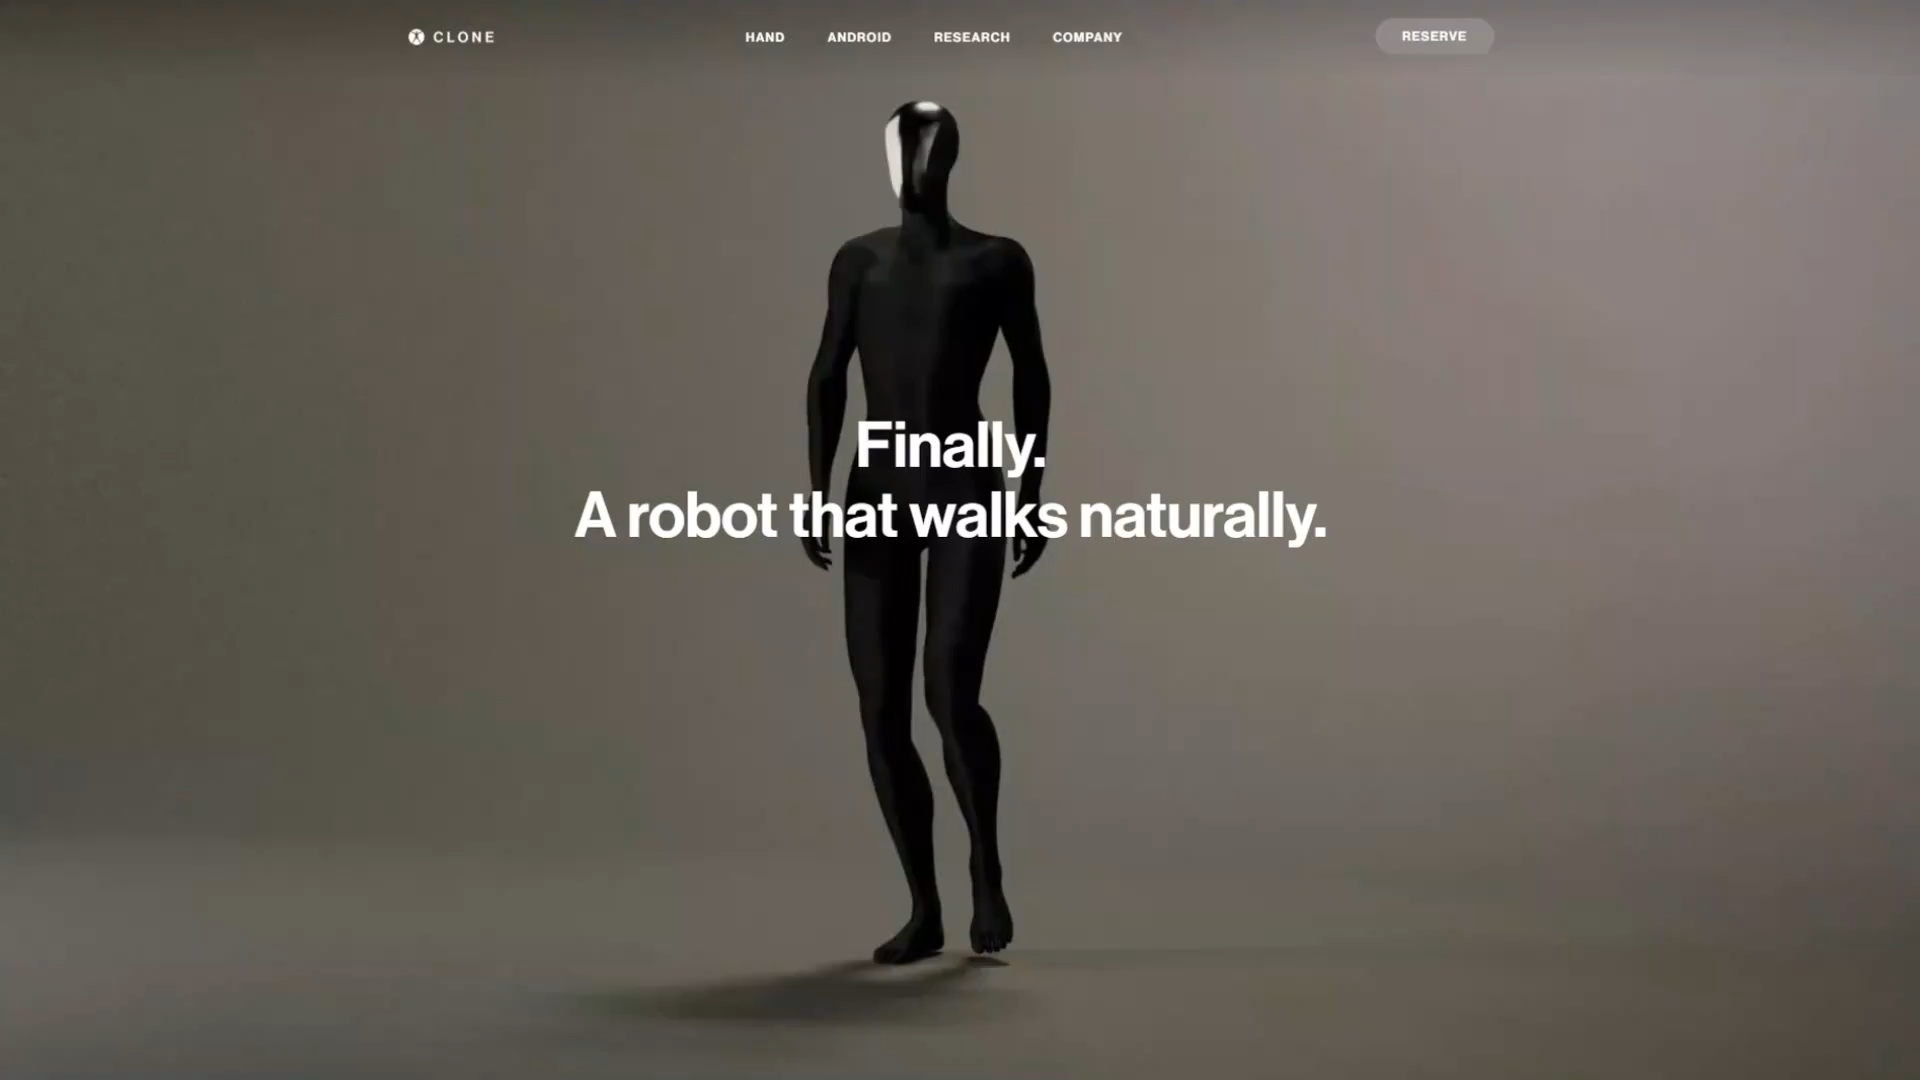 CLONE
HAND
ANDROID
RESEARCH
COMPANY
RESERVE
Finally.
A robot that walks naturally.